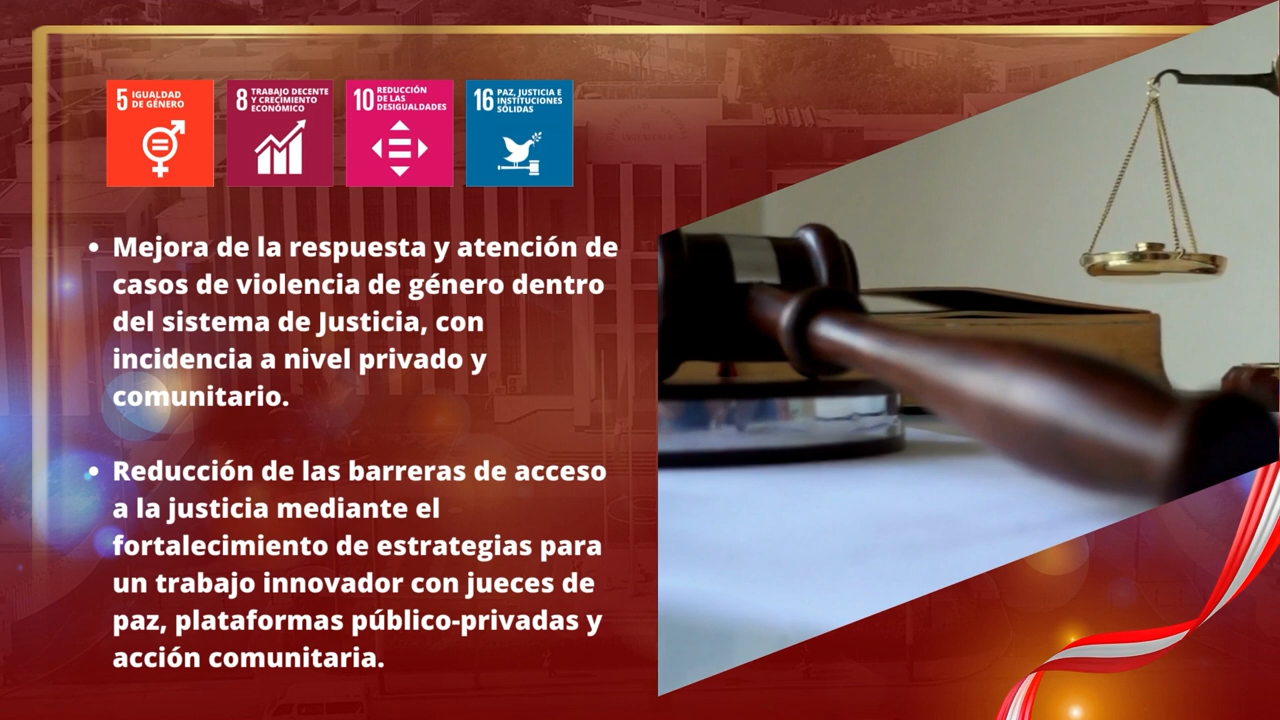 5 IGUALDAD
DE GÉNERO
8 TRABAJO DECENTE
Y CRECIMIENTO
ECONÓMICO
10 REDUCCIÓN
DE LAS
DESIGUALDADES
16 PAZ, JUSTICIA E
INSTITUCIONES
SÓLIDAS
• Mejora de la respuesta y atención de
casos de violencia de género dentro
del sistema de Justicia, con
incidencia a nivel privado y
comunitario.
• Reducción de las barreras de acceso
a la justicia mediante el
fortalecimiento de estrategias para
un trabajo innovador con jueces de
paz, plataformas público-privadas y
acción comunitaria.